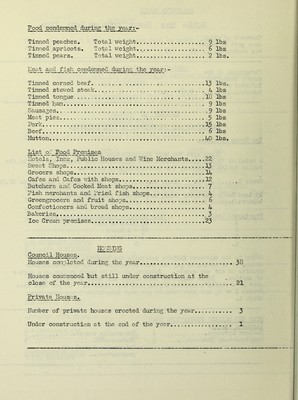 Food condemned during the year:-
Tinned peaches. Total weight................ 9 lbs
Tinned apricots. Total weight................ 6 lbs
Tinned pears. Total weight................ 2 lbs.
Meat and fish condemned during the year:-
Tinned corned beef................13 lbs.
Tinned stewed steak................ 4 lbs
Tinned tongue................10 lbs
Tinned ham................ 9 lbs
Sausages................ 9 lbs
Meat pies................ 5 lbs
Pork................15 lbs
Beef................ 6 lbs
Mutton................40 lbs.
List of Food Premises
Hotels, Inns, Public Houses and Wine Merchants....22
Sweet Shops................13
Grocers shops................14
Cafes and Cafes with shops................12
Butchers and Cooked Meat shops................ 7
Fish merchants and Fried fish shops................ 4
Greengrocers and fruit shops................ 6
Confectioners and bread shops................ 4
Bakeries................ 3
Ice Cream premises................23
HOUSING
Council Houses.
Houses completed during the year................ 38
Houses commenced but still under construction at the
close of the year................ 21
Private Houses.
Number of private houses erected during the year........... 3
Under construction at the end of the year................ 1